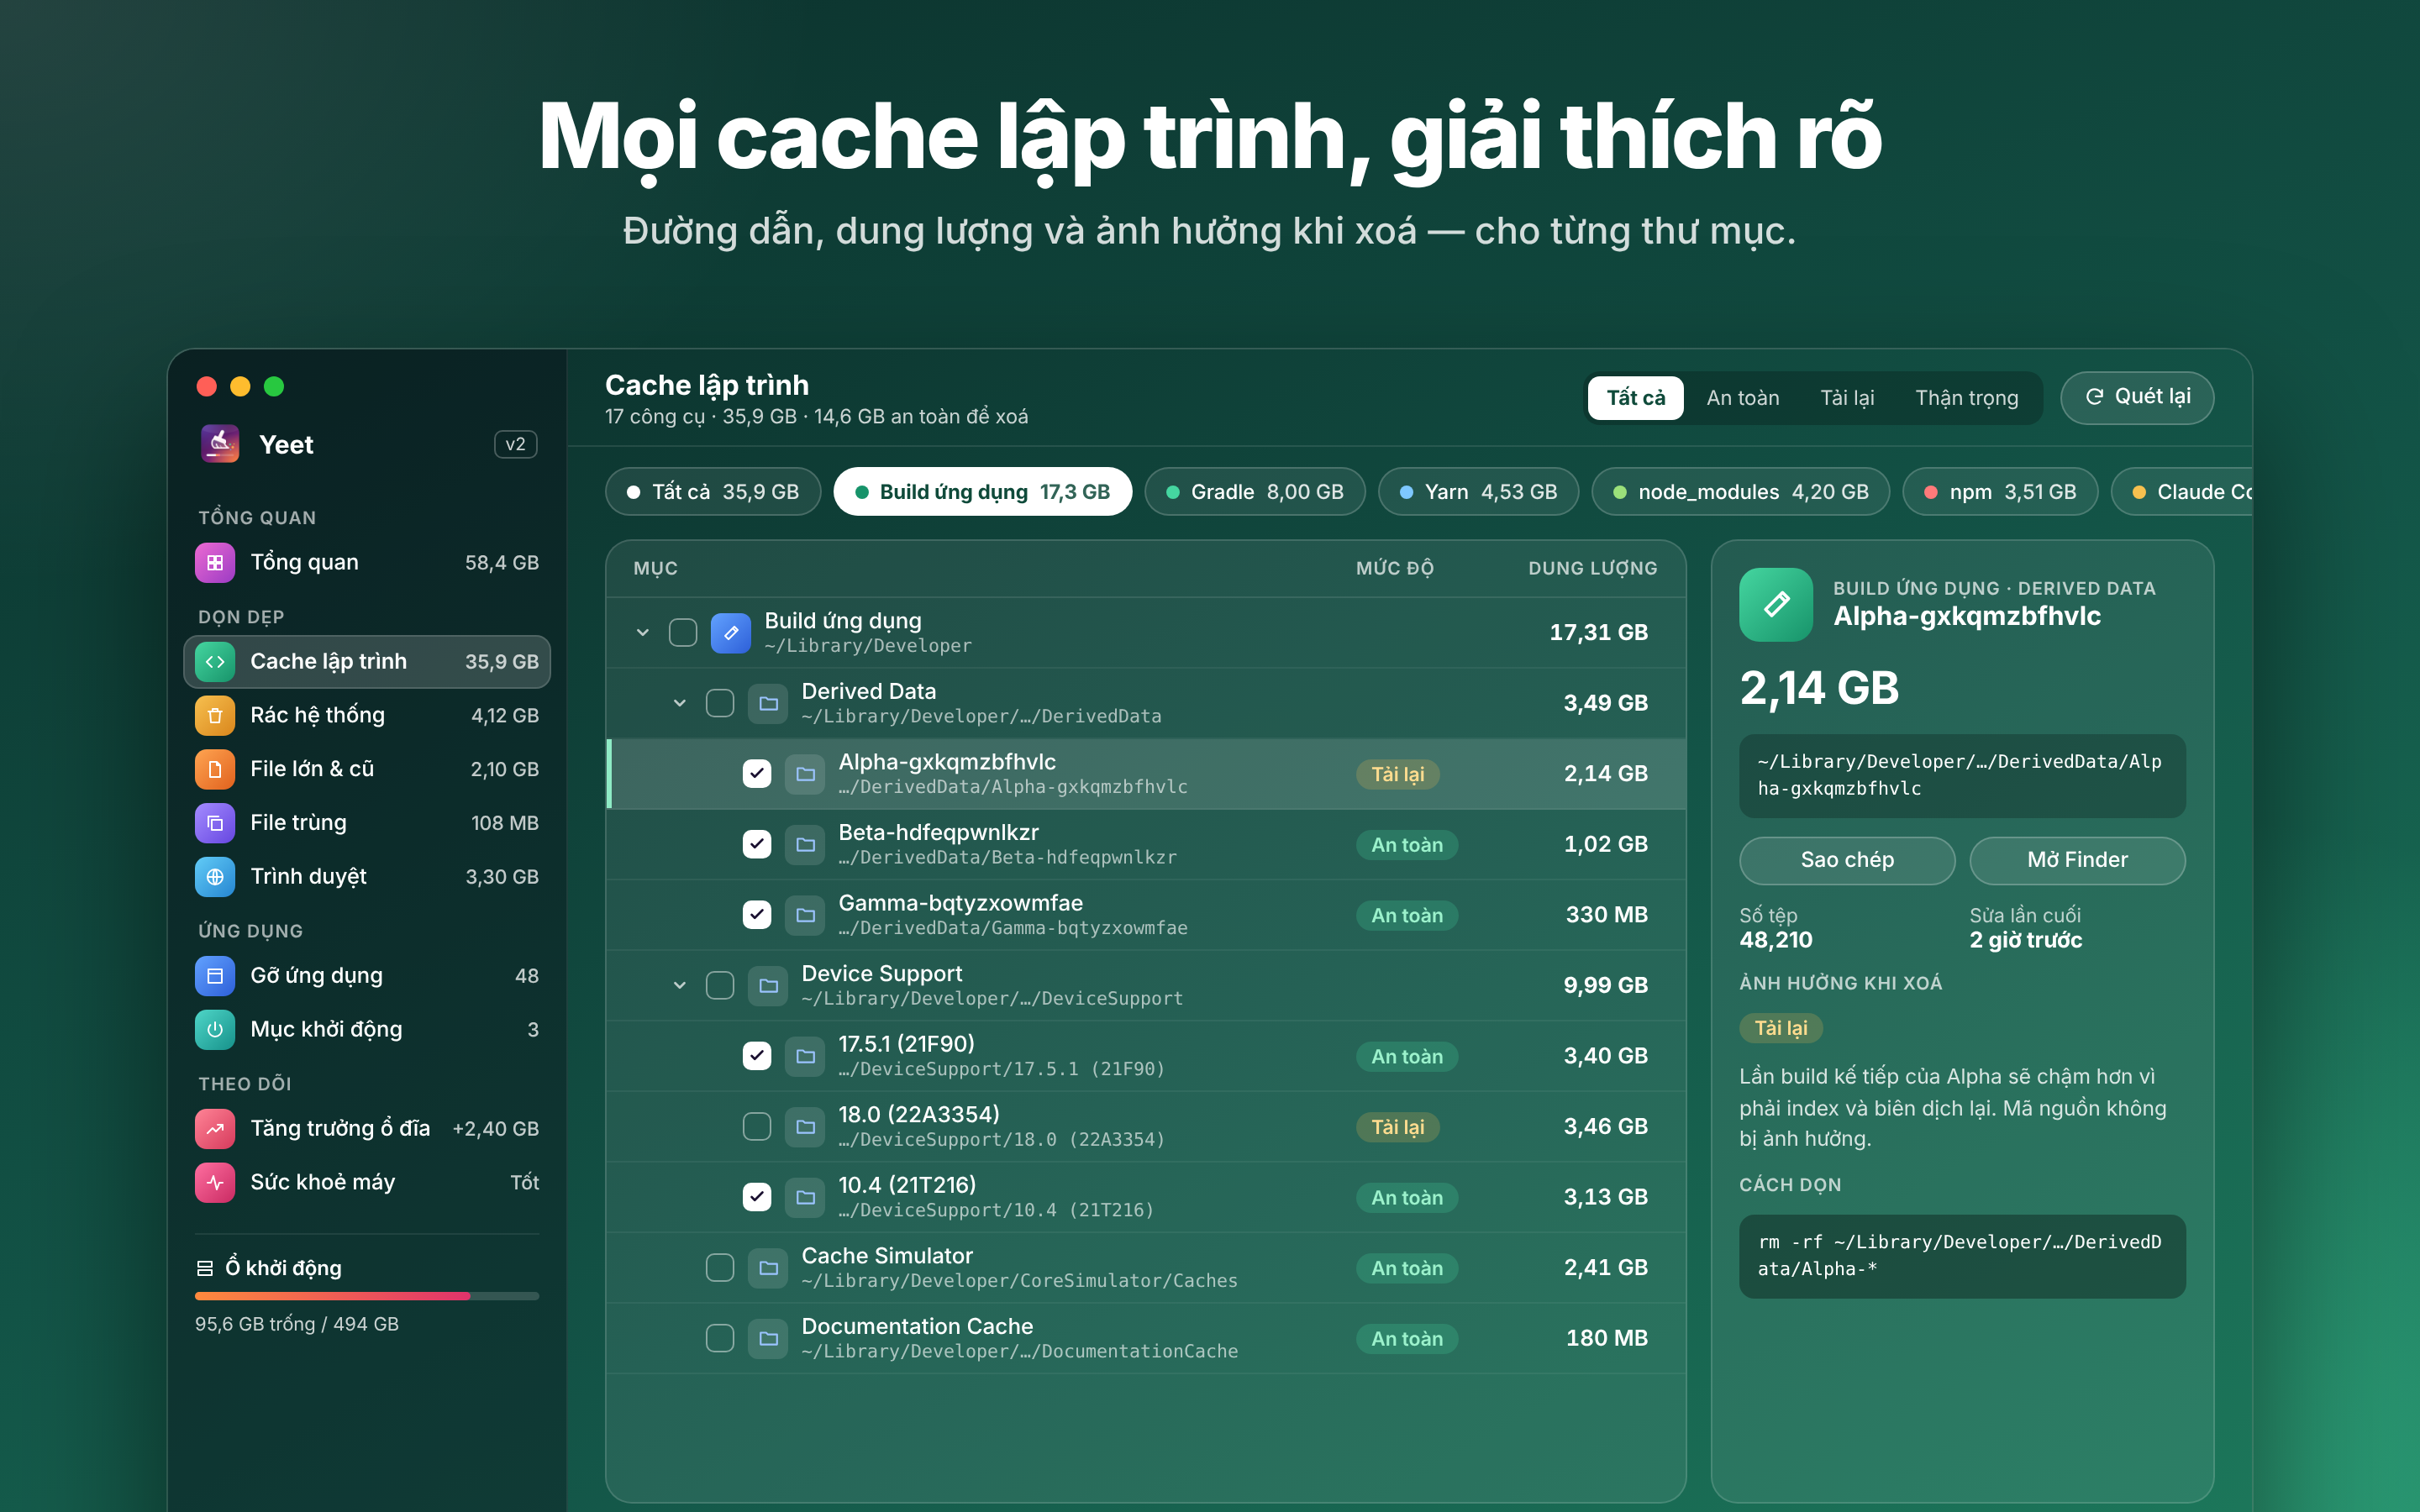 Mọi cache lập trình, giải thích rõ
Đường dẫn, dung lượng và ảnh hưởng khi xoá — cho từng thư mục.
Yeet
v2
TỔNG QUAN
Tổng quan 58,4 GB
DỌN DẸP
Cache lập trình 35,9 GB
Rác hệ thống 4,12 GB
File lớn & cũ 2,10 GB
File trùng 108 MB
Trình duyệt 3,30 GB
ỨNG DỤNG
Gỡ ứng dụng 48
Mục khởi động 3
THEO DÕI
Tăng trưởng ổ đĩa +2,40 GB
Sức khoẻ máy Tốt
Ổ khởi động
95,6 GB trống / 494 GB
Cache lập trình
17 công cụ · 35,9 GB · 14,6 GB an toàn để xoá
Tất cả An toàn Tải lại Thận trọng
Quét lại
Tất cả 35,9 GB Build ứng dụng 17,3 GB Gradle 8,00 GB Yarn 4,53 GB node_modules 4,20 GB npm 3,51 GB Claude
MỤC MỨC ĐỘ DUNG LƯỢNG
Build ứng dụng 17,31 GB
~/Library/Developer
Derived Data 3,49 GB
~/Library/Developer/…/DerivedData
Alpha-gxkqmzbfhvlc Tải lại 2,14 GB
…/DerivedData/Alpha-gxkqmzbfhvlc
Beta-hdfeqpwnlkzr An toàn 1,02 GB
…/DerivedData/Beta-hdfeqpwnlkzr
Gamma-bqtyzxowmfae An toàn 330 MB
…/DerivedData/Gamma-bqtyzxowmfae
Device Support 9,99 GB
~/Library/Developer/…/DeviceSupport
17.5.1 (21F90) An toàn 3,40 GB
…/DeviceSupport/17.5.1 (21F90)
18.0 (22A3354) Tải lại 3,46 GB
…/DeviceSupport/18.0 (22A3354)
10.4 (21T216) An toàn 3,13 GB
…/DeviceSupport/10.4 (21T216)
Cache Simulator An toàn 2,41 GB
~/Library/Developer/CoreSimulator/Caches
Documentation Cache An toàn 180 MB
~/Library/Developer/…/DocumentationCache
BUILD ỨNG DỤNG · DERIVED DATA
Alpha-gxkqmzbfhvlc
2,14 GB
~/Library/Developer/…/DerivedData/Alp
ha-gxkqmzbfhvlc
Sao chép Mở Finder
Số tệp Sửa lần cuối
48,210 2 giờ trước
ẢNH HƯỞNG KHI XOÁ
Tải lại
Lần build kế tiếp của Alpha sẽ chậm hơn vì
phải index và biên dịch lại. Mã nguồn không
bị ảnh hưởng.
CÁCH DỌN
rm -rf ~/Library/Developer/…/DerivedD
ata/Alpha-*